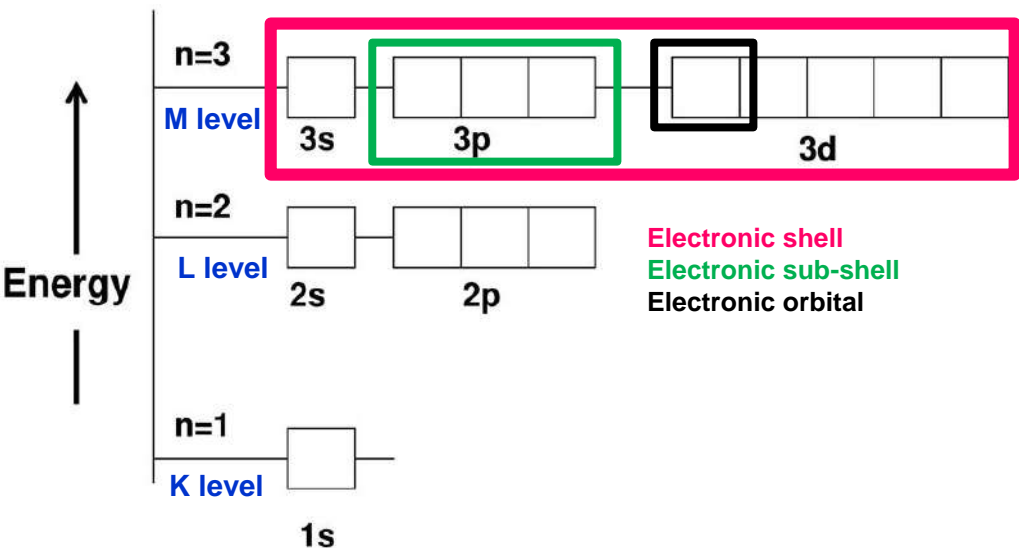 n=3
M level
3s
3p
3d
n=2
L level
2s
2p
Electronic shell
Electronic sub-shell
Electronic orbital
Energy
n=1
K level
1s